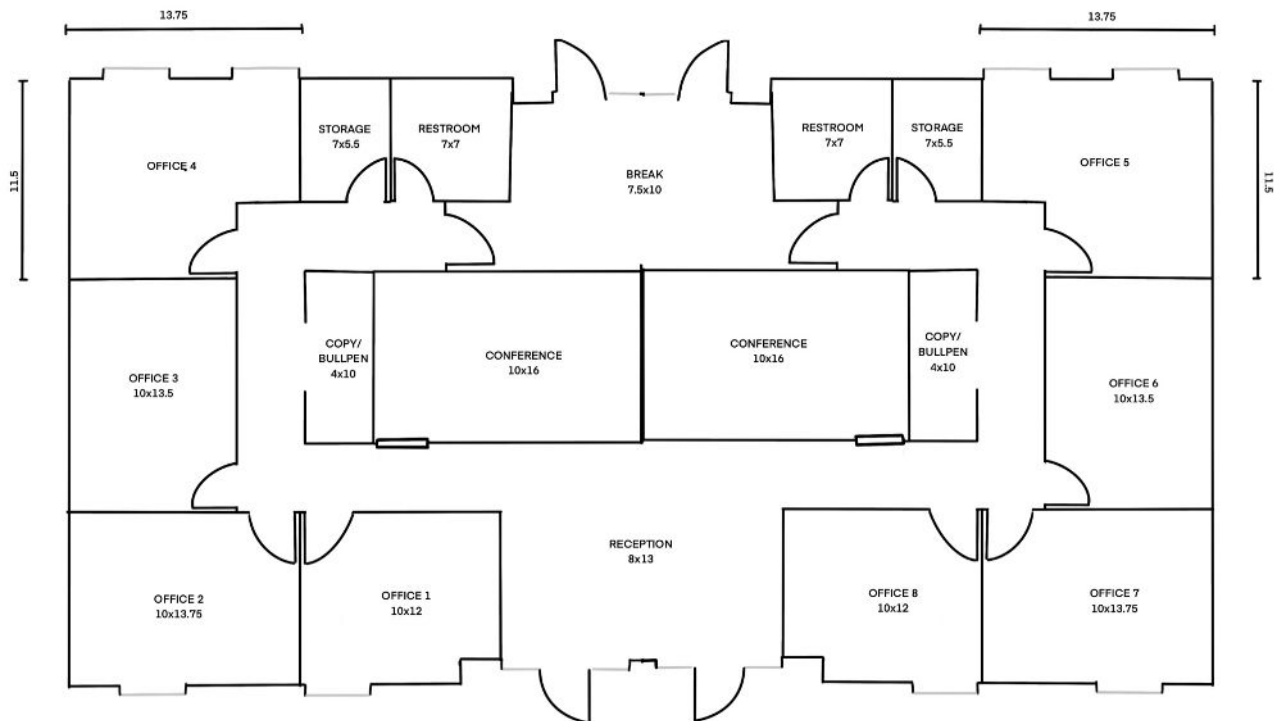 13.75
13.75
11.5
11.5
STORAGE
7x5.5
RESTROOM
7x7
RESTROOM
7x7
STORAGE
7x5.5
OFFICE 4
BREAK
7.5x10
OFFICE 5
COPY/
BULLPEN
4x10
CONFERENCE
10x16
CONFERENCE
10x16
COPY/
BULLPEN
4x10
OFFICE 3
10x13.5
OFFICE 6
10x13.5
RECEPTION
8x13
OFFICE 2
10x13.75
OFFICE 1
10x12
OFFICE 8
10x12
OFFICE 7
10x13.75